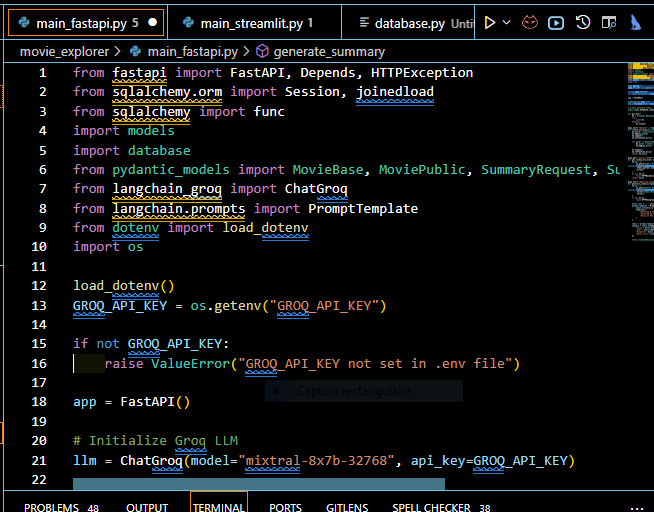 main_fastapi.py 5
main_streamlit.py 1
database.py Untit
movie_explorer > main_fastapi.py > generate_summary
1 from fastapi import FastAPI, Depends, HTTPException
2 from sqlalchemy.orm import Session, joinedload
3 from sqlalchemy import func
4 import models
5 import database
6 from pydantic_models import MovieBase, MoviePublic, SummaryRequest, Su
7 from langchain_groq import ChatGroq
8 from langchain.prompts import PromptTemplate
9 from dotenv import load_dotenv
10 import os
11
12 load_dotenv()
13 GROQ_API_KEY = os.getenv("GROQ_API_KEY")
14
15 if not GROQ_API_KEY:
16     raise ValueError("GROQ_API_KEY not set in .env file")
17
Capture rectangulaire
18 app = FastAPI()
19
20 # Initialize Groq LLM
21 llm = ChatGroq(model="mixtral-8x7b-32768", api_key=GROQ_API_KEY)
22
PROBLEMS 48 OUTPUT TERMINAL PORTS GITLENS SPELL CHECKER 38 ...